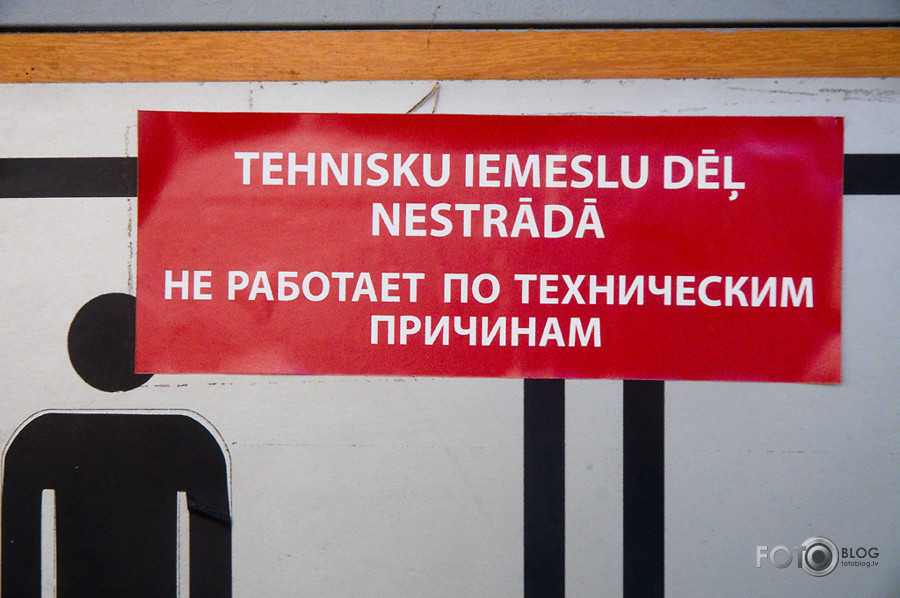 TEHNISKU IEMESLU DĒĻ
NESTRĀDĀ
НЕ РАБОТАЕТ ПО ТЕХНИЧЕСКИМ
ПРИЧИНАМ
FOTO BLOG
fotoblog.lv